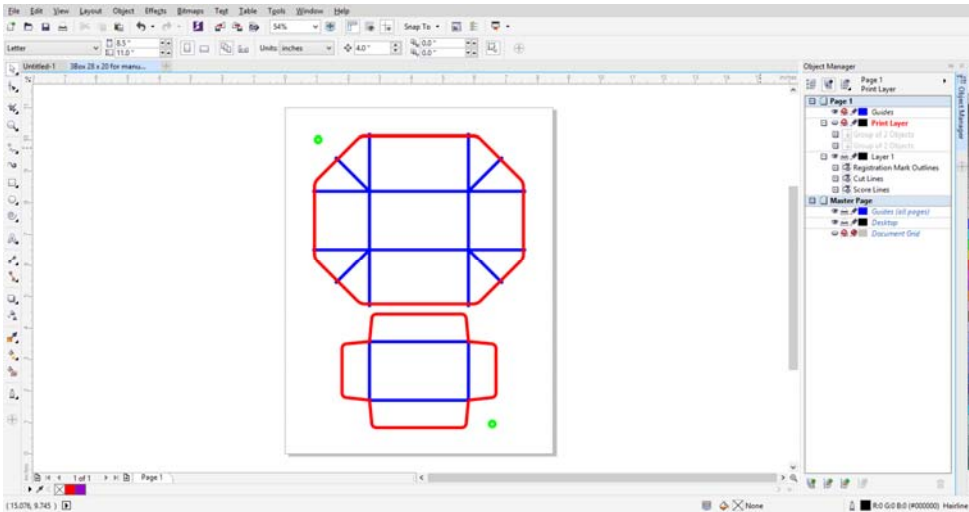 File Edit View Layout Object Effects Bitmaps Text Table Tools Window Help
54% Snap To
Letter 8.5 " 11.0 " Units: inches 4.0 " 0.0 " 0.0 "
Untitled-1 3Box 28 x 20 for manu...
Object Manager
Page 1
Print Layer
Page 1
Guides
Print Layer
Group of 2 Objects
Group of 2 Objects
Layer 1
Registration Mark Outlines
Cut Lines
Score Lines
Master Page
Guides (all pages)
Desktop
Document Grid
Object Manager
1 of 1 Page 1
(15.076, 9.745 ) None R:0 G:0 B:0 (#000000) Hairline